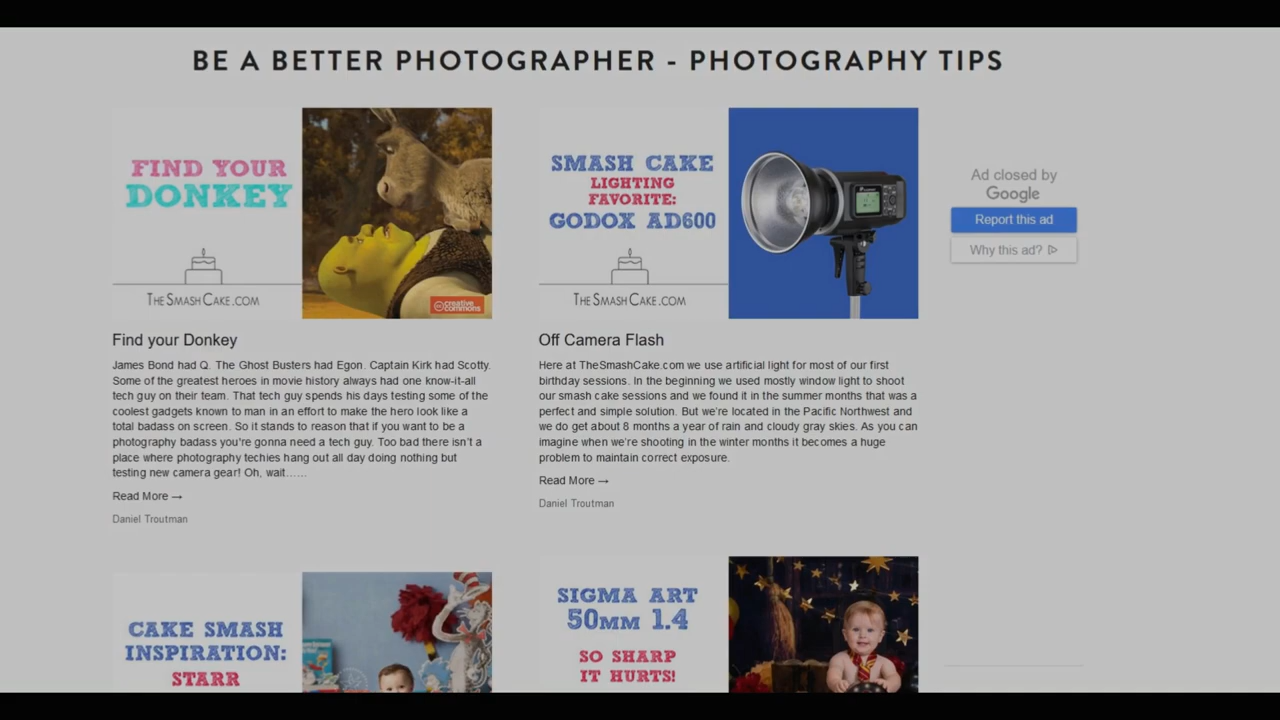 BE A BETTER PHOTOGRAPHER - PHOTOGRAPHY TIPS
FIND YOUR
DONKEY
THESMASHCAKE.COM
creative
commons
Find your Donkey
James Bond had Q. The Ghost Busters had Egon. Captain Kirk had Scotty.
Some of the greatest heroes in movie history always had one know-it-all
tech guy on their team. That tech guy spends his days testing some of the
coolest gadgets known to man in an effort to make the hero look like a
total badass on screen. So it stands to reason that if you want to be a
photography badass you're gonna need a tech guy. Too bad there isn't a
place where photography techies hang out all day doing nothing but
testing new camera gear! Oh, wait......
Read More →
Daniel Troutman
SMASH CAKE
LIGHTING
FAVORITE:
GODOX AD600
THESMASHCAKE.COM
Off Camera Flash
Here at TheSmashCake.com we use artificial light for most of our first
birthday sessions. In the beginning we used mostly window light to shoot
our smash cake sessions and we found it in the summer months that was a
perfect and simple solution. But we're located in the Pacific Northwest and
we do get about 8 months a year of rain and cloudy gray skies. As you can
imagine when we're shooting in the winter months it becomes a huge
problem to maintain correct exposure.
Read More →
Daniel Troutman
Ad closed by
Google
Report this ad
Why this ad?
CAKE SMASH
INSPIRATION:
STARR
SIGMA ART
50MM 1.4
SO SHARP
IT HURTS!